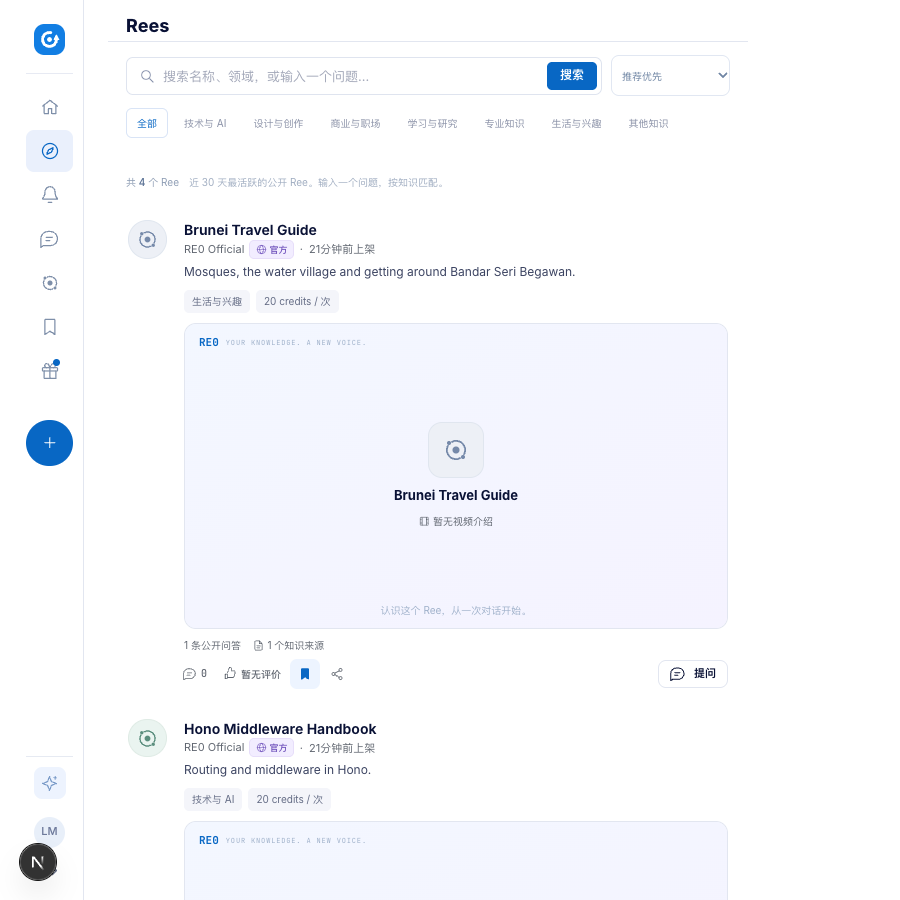 Rees
搜索名称、领域，或输入一个问题...
搜索
推荐优先
全部 技术与 AI 设计与创作 商业与职场 学习与研究 专业知识 生活与兴趣 其他知识
共 4 个 Ree 近 30 天最活跃的公开 Ree。输入一个问题，按知识匹配。
Brunei Travel Guide
RE0 Official 官方 · 21分钟前上架
Mosques, the water village and getting around Bandar Seri Begawan.
生活与兴趣 20 credits / 次
RE0 YOUR KNOWLEDGE. A NEW VOICE.
Brunei Travel Guide
暂无视频介绍
认识这个 Ree，从一次对话开始。
1 条公开问答 1 个知识来源
0 暂无评价 提问
Hono Middleware Handbook
RE0 Official 官方 · 21分钟前上架
Routing and middleware in Hono.
技术与 AI 20 credits / 次
RE0 YOUR KNOWLEDGE. A NEW VOICE.
LM
N